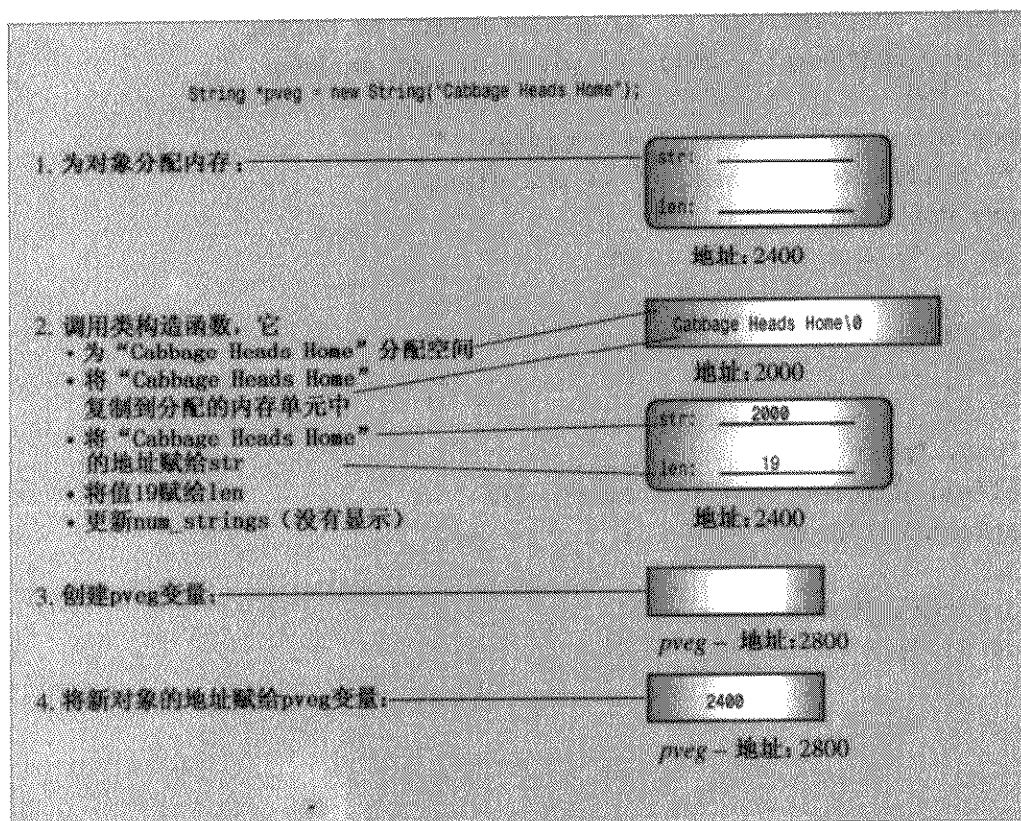 String *pveg = new String("Cabbage Heads Home");
1. 为对象分配内存：
str:
len:
地址：2400
2. 调用类构造函数，它
• 为“Cabbage Heads Home”分配空间
• 将“Cabbage Heads Home”
复制到分配的内存单元中
• 将“Cabbage Heads Home”
的地址赋给str
• 将值19赋给len
• 更新num_strings（没有显示）
Cabbage Heads Home\0
地址：2000
str: 2000
len: 19
地址：2400
3. 创建pveg变量：
pveg – 地址：2800
4. 将新对象的地址赋给pveg变量：
2400
pveg – 地址：2800